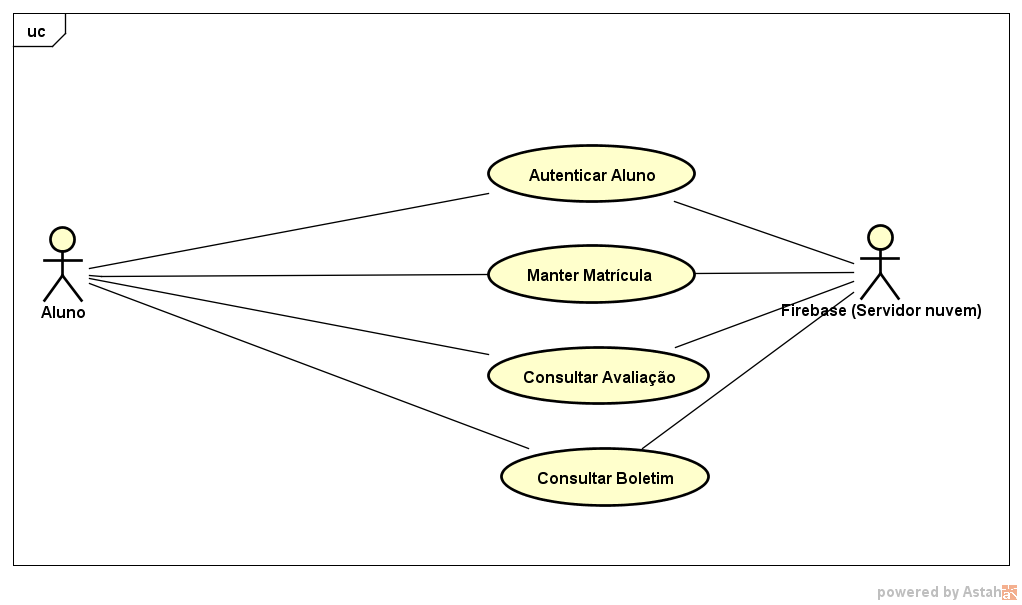 uc
Autenticar Aluno
Manter Matrícula
Aluno
Firebase (Servidor nuvem)
Consultar Avaliação
Consultar Boletim
powered by Astah